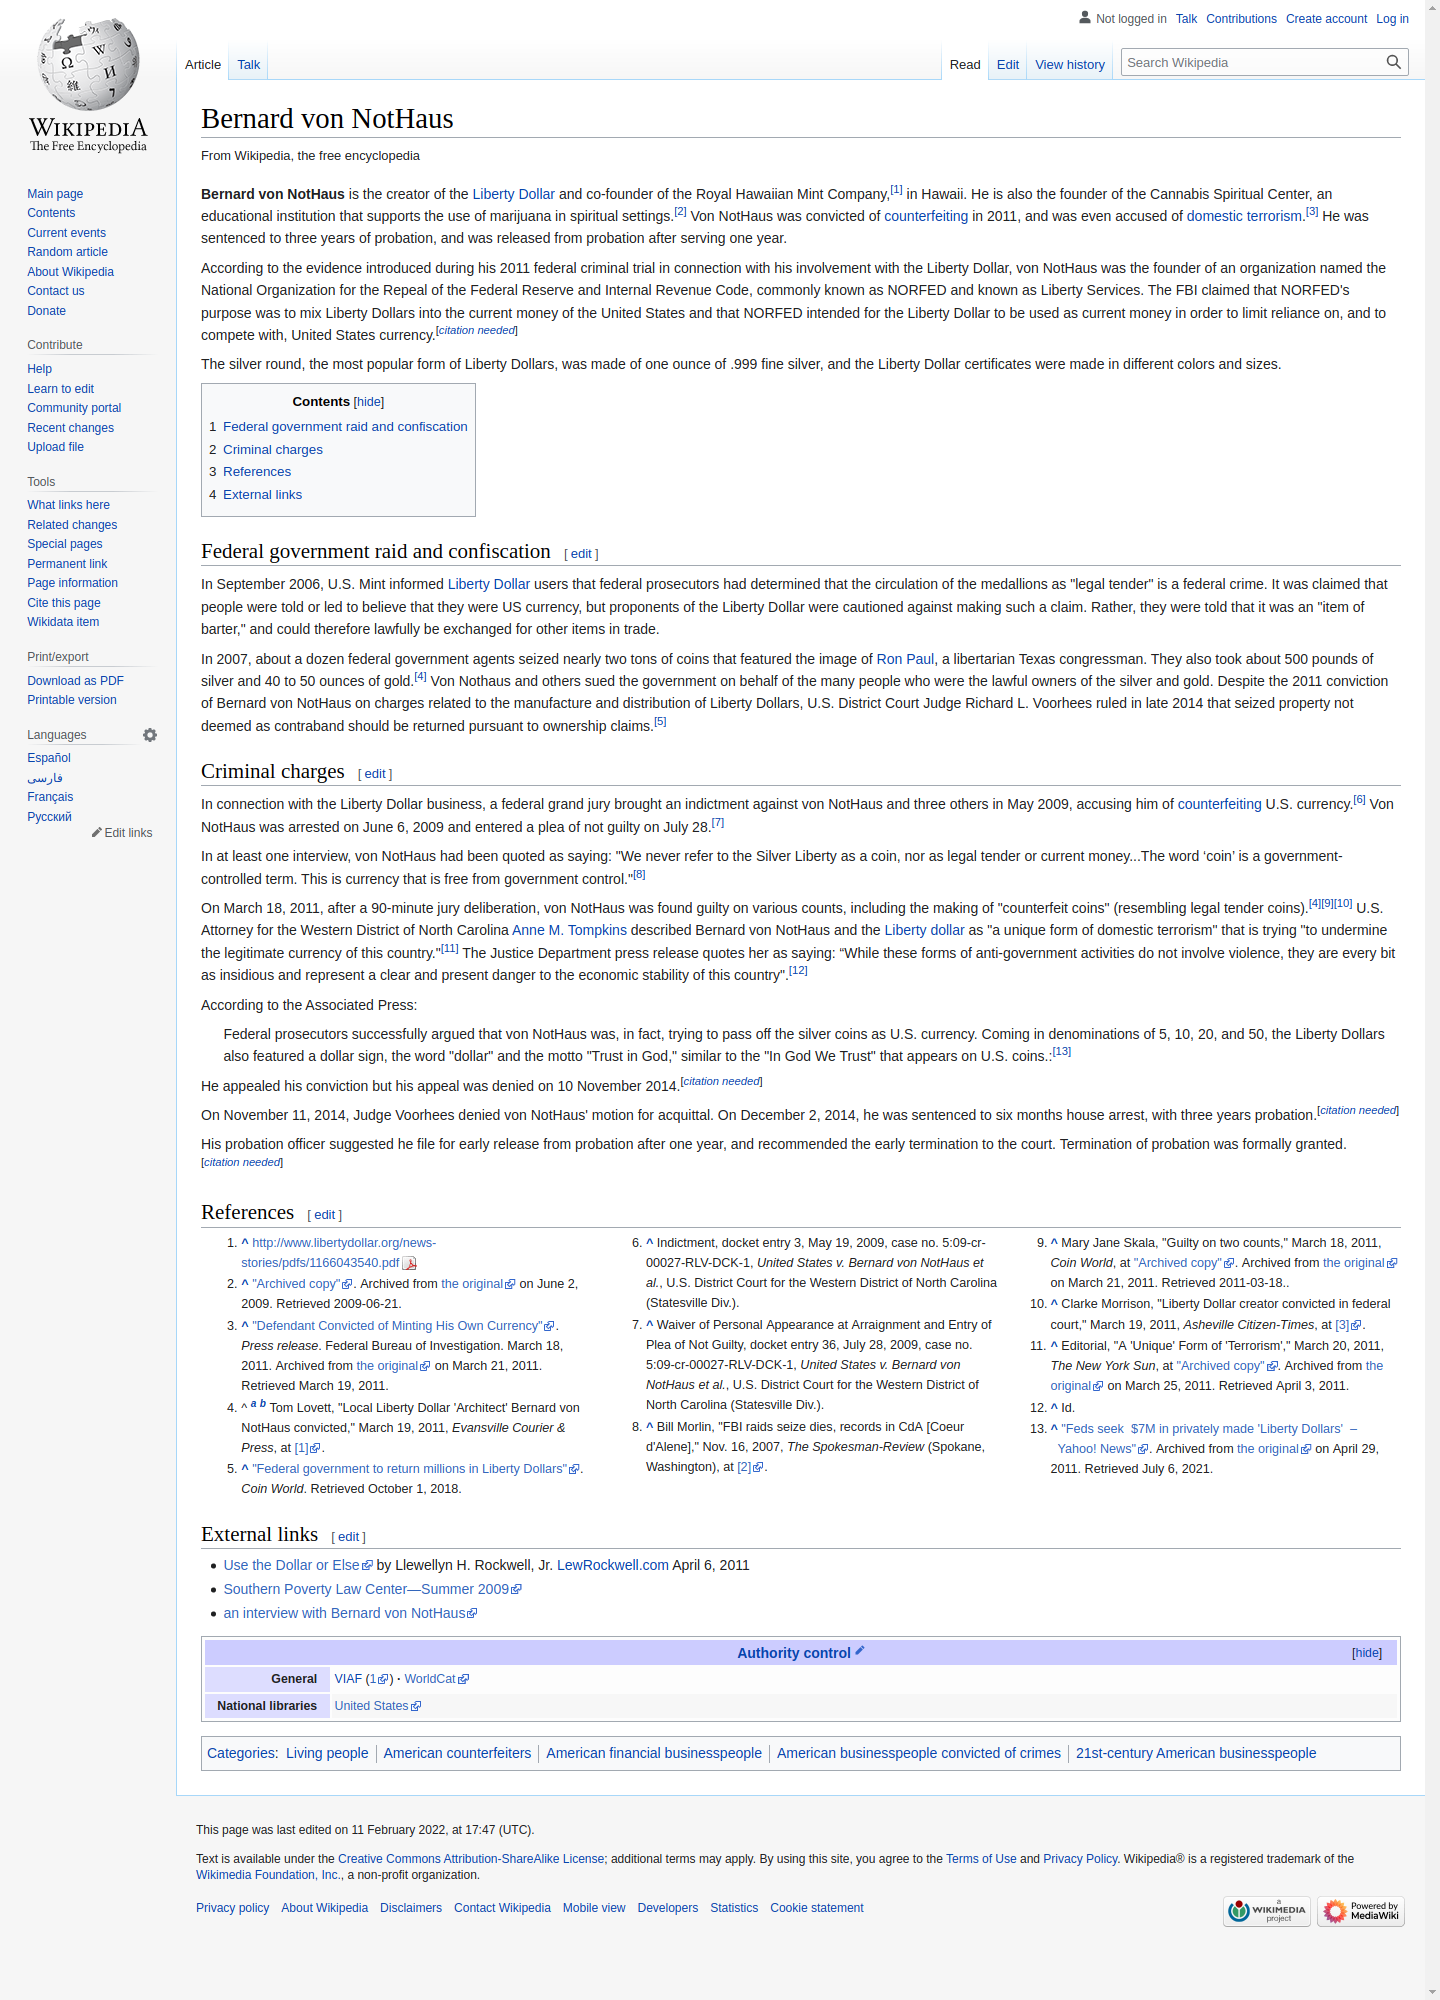 Not logged in Talk Contributions Create account Log in
Article Talk Read Edit View history Search Wikipedia
WIKIPEDIA
The Free Encyclopedia
Main page
Contents
Current events
Random article
About Wikipedia
Contact us
Donate
Contribute
Help
Learn to edit
Community portal
Recent changes
Upload file
Tools
What links here
Related changes
Special pages
Permanent link
Page information
Cite this page
Wikidata item
Print/export
Download as PDF
Printable version
Languages
Español
فارسی
Français
Русский
Edit links
Bernard von NotHaus
From Wikipedia, the free encyclopedia
Bernard von NotHaus is the creator of the Liberty Dollar and co-founder of the Royal Hawaiian Mint Company,[1] in Hawaii. He is also the founder of the Cannabis Spiritual Center, an
educational institution that supports the use of marijuana in spiritual settings.[2] Von NotHaus was convicted of counterfeiting in 2011, and was even accused of domestic terrorism.[3] He was
sentenced to three years of probation, and was released from probation after serving one year.
According to the evidence introduced during his 2011 federal criminal trial in connection with his involvement with the Liberty Dollar, von NotHaus was the founder of an organization named the
National Organization for the Repeal of the Federal Reserve and Internal Revenue Code, commonly known as NORFED and known as Liberty Services. The FBI claimed that NORFED's
purpose was to mix Liberty Dollars into the current money of the United States and that NORFED intended for the Liberty Dollar to be used as current money in order to limit reliance on, and to
compete with, United States currency.[citation needed]
The silver round, the most popular form of Liberty Dollars, was made of one ounce of .999 fine silver, and the Liberty Dollar certificates were made in different colors and sizes.
Contents [hide]
1 Federal government raid and confiscation
2 Criminal charges
3 References
4 External links
Federal government raid and confiscation [ edit ]
In September 2006, U.S. Mint informed Liberty Dollar users that federal prosecutors had determined that the circulation of the medallions as "legal tender" is a federal crime. It was claimed that
people were told or led to believe that they were US currency, but proponents of the Liberty Dollar were cautioned against making such a claim. Rather, they were told that it was an "item of
barter," and could therefore lawfully be exchanged for other items in trade.
In 2007, about a dozen federal government agents seized nearly two tons of coins that featured the image of Ron Paul, a libertarian Texas congressman. They also took about 500 pounds of
silver and 40 to 50 ounces of gold.[4] Von Nothaus and others sued the government on behalf of the many people who were the lawful owners of the silver and gold. Despite the 2011 conviction
of Bernard von NotHaus on charges related to the manufacture and distribution of Liberty Dollars, U.S. District Court Judge Richard L. Voorhees ruled in late 2014 that seized property not
deemed as contraband should be returned pursuant to ownership claims.[5]
Criminal charges [ edit ]
In connection with the Liberty Dollar business, a federal grand jury brought an indictment against von NotHaus and three others in May 2009, accusing him of counterfeiting U.S. currency.[6] Von
NotHaus was arrested on June 6, 2009 and entered a plea of not guilty on July 28.[7]
In at least one interview, von NotHaus had been quoted as saying: "We never refer to the Silver Liberty as a coin, nor as legal tender or current money...The word ‘coin’ is a government-
controlled term. This is currency that is free from government control."[8]
On March 18, 2011, after a 90-minute jury deliberation, von NotHaus was found guilty on various counts, including the making of "counterfeit coins" (resembling legal tender coins).[4][9][10] U.S.
Attorney for the Western District of North Carolina Anne M. Tompkins described Bernard von NotHaus and the Liberty dollar as "a unique form of domestic terrorism" that is trying "to undermine
the legitimate currency of this country."[11] The Justice Department press release quotes her as saying: “While these forms of anti-government activities do not involve violence, they are every bit
as insidious and represent a clear and present danger to the economic stability of this country".[12]
According to the Associated Press:
Federal prosecutors successfully argued that von NotHaus was, in fact, trying to pass off the silver coins as U.S. currency. Coming in denominations of 5, 10, 20, and 50, the Liberty Dollars
also featured a dollar sign, the word "dollar" and the motto "Trust in God," similar to the "In God We Trust" that appears on U.S. coins.:[13]
He appealed his conviction but his appeal was denied on 10 November 2014.[citation needed]
On November 11, 2014, Judge Voorhees denied von NotHaus' motion for acquittal. On December 2, 2014, he was sentenced to six months house arrest, with three years probation.[citation needed]
His probation officer suggested he file for early release from probation after one year, and recommended the early termination to the court. Termination of probation was formally granted.
[citation needed]
References [ edit ]
1. ^ http://www.libertydollar.org/news-
stories/pdfs/1166043540.pdf
2. ^ "Archived copy". Archived from the original on June 2,
2009. Retrieved 2009-06-21.
3. ^ "Defendant Convicted of Minting His Own Currency".
Press release. Federal Bureau of Investigation. March 18,
2011. Archived from the original on March 21, 2011.
Retrieved March 19, 2011.
4. ^ a b Tom Lovett, "Local Liberty Dollar 'Architect' Bernard von
NotHaus convicted," March 19, 2011, Evansville Courier &
Press, at [1].
5. ^ "Federal government to return millions in Liberty Dollars".
Coin World. Retrieved October 1, 2018.
6. ^ Indictment, docket entry 3, May 19, 2009, case no. 5:09-cr-
00027-RLV-DCK-1, United States v. Bernard von NotHaus et
al., U.S. District Court for the Western District of North Carolina
(Statesville Div.).
7. ^ Waiver of Personal Appearance at Arraignment and Entry of
Plea of Not Guilty, docket entry 36, July 28, 2009, case no.
5:09-cr-00027-RLV-DCK-1, United States v. Bernard von
NotHaus et al., U.S. District Court for the Western District of
North Carolina (Statesville Div.).
8. ^ Bill Morlin, "FBI raids seize dies, records in CdA [Coeur
d'Alene]," Nov. 16, 2007, The Spokesman-Review (Spokane,
Washington), at [2].
9. ^ Mary Jane Skala, "Guilty on two counts," March 18, 2011,
Coin World, at "Archived copy". Archived from the original
on March 21, 2011. Retrieved 2011-03-18..
10. ^ Clarke Morrison, "Liberty Dollar creator convicted in federal
court," March 19, 2011, Asheville Citizen-Times, at [3].
11. ^ Editorial, "A 'Unique' Form of 'Terrorism'," March 20, 2011,
The New York Sun, at "Archived copy". Archived from the
original on March 25, 2011. Retrieved April 3, 2011.
12. ^ Id.
13. ^ "Feds seek $7M in privately made 'Liberty Dollars' –
Yahoo! News". Archived from the original on April 29,
2011. Retrieved July 6, 2021.
External links [ edit ]
Use the Dollar or Else by Llewellyn H. Rockwell, Jr. LewRockwell.com April 6, 2011
Southern Poverty Law Center—Summer 2009
an interview with Bernard von NotHaus
Authority control [hide]
General VIAF (1) · WorldCat
National libraries United States
Categories: Living people American counterfeiters American financial businesspeople American businesspeople convicted of crimes 21st-century American businesspeople
This page was last edited on 11 February 2022, at 17:47 (UTC).
Text is available under the Creative Commons Attribution-ShareAlike License; additional terms may apply. By using this site, you agree to the Terms of Use and Privacy Policy. Wikipedia® is a registered trademark of the
Wikimedia Foundation, Inc., a non-profit organization.
Privacy policy About Wikipedia Disclaimers Contact Wikipedia Mobile view Developers Statistics Cookie statement
a WIKIMEDIA project
Powered by MediaWiki